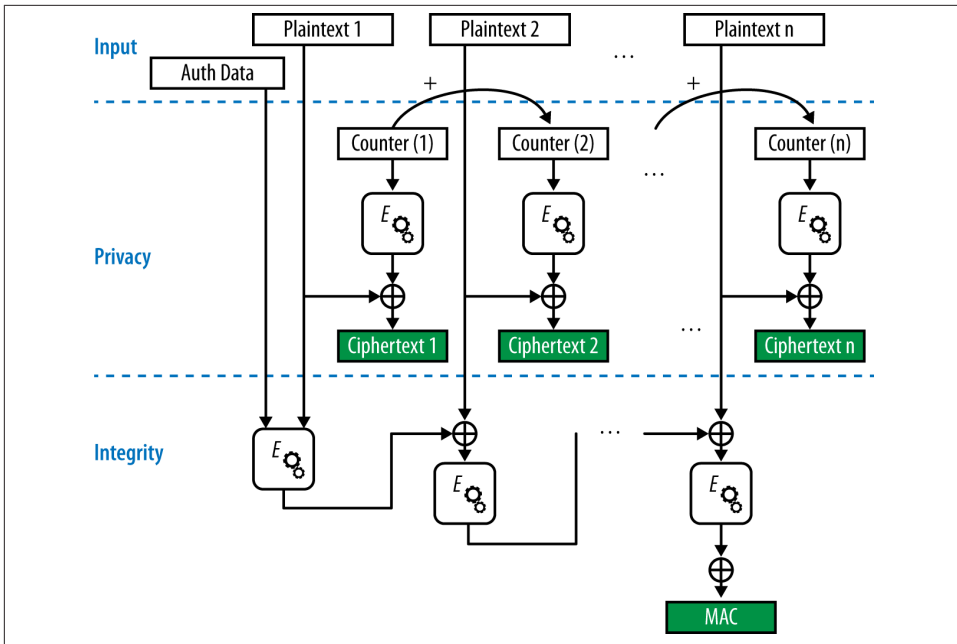 Input
Plaintext 1
Plaintext 2
Plaintext n
Auth Data
...
+
+
Counter (1)
Counter (2)
Counter (n)
...
E
E
E
Privacy
Ciphertext 1
Ciphertext 2
...
Ciphertext n
Integrity
...
E
E
E
MAC